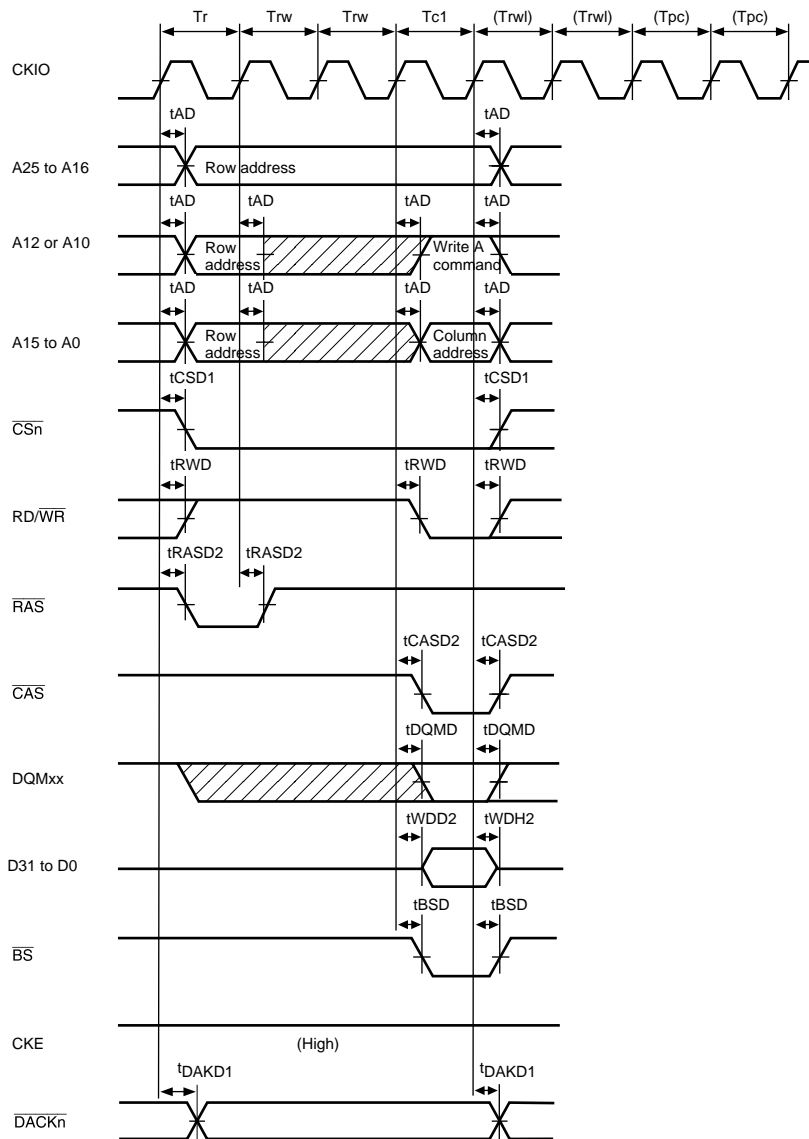 Tr Trw Trw Tc1 (Trwl) (Trwl) (Tpc) (Tpc)
CKIO
tAD tAD
A25 to A16 Row address
tAD tAD tAD tAD
A12 or A10 Row address Write A command
tAD tAD tAD tAD
A15 to A0 Row address Column address
tCSD1 tCSD1
CSn
tRWD tRWD tRWD
RD/WR
tRASD2 tRASD2
RAS
tCASD2 tCASD2
CAS
tDQMD tDQMD
DQMxx
tWDD2 tWDH2
D31 to D0
tBSD tBSD
BS
CKE (High)
tDAKD1 tDAKD1
DACKn